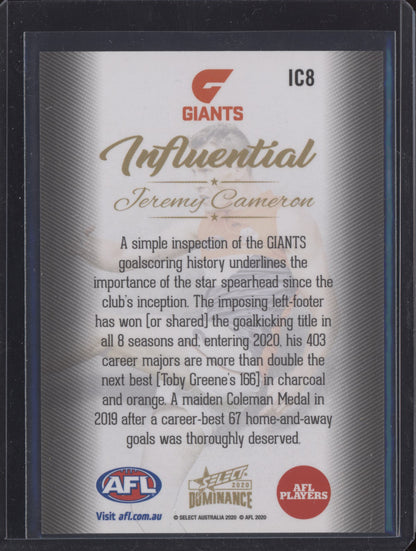 IC8
GIANTS
Influential
Jeremy Cameron
A simple inspection of the GIANTS
goalscoring history underlines the
importance of the star spearhead since the
club's inception. The imposing left-footer
has won [or shared] the goalkicking title in
all 8 seasons and, entering 2020, his 403
career majors are more than double the
next best [Toby Greene's 166] in charcoal
and orange. A maiden Coleman Medal in
2019 after a career-best 67 home-and-away
goals was thoroughly deserved.
AFL
Visit afl.com.au
SELECT
2020
DOMINANCE
AFL
PLAYERS
© SELECT AUSTRALIA 2020 © AFL 2020